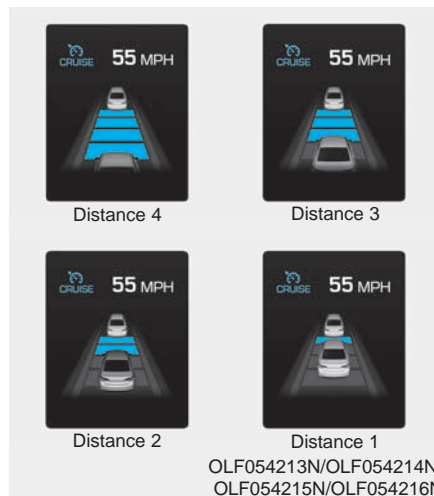 CRUISE 55 MPH
CRUISE 55 MPH
Distance 4
Distance 3
CRUISE 55 MPH
CRUISE 55 MPH
Distance 2
Distance 1
OLF054213N/OLF054214N
OLF054215N/OLF054216N